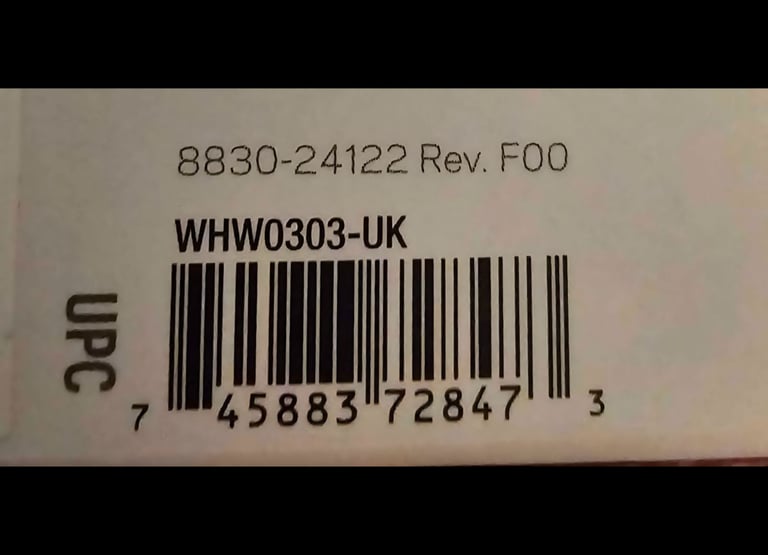 8830-24122 Rev. F00
WHW0303-UK
UPC
7 45883 72847 3